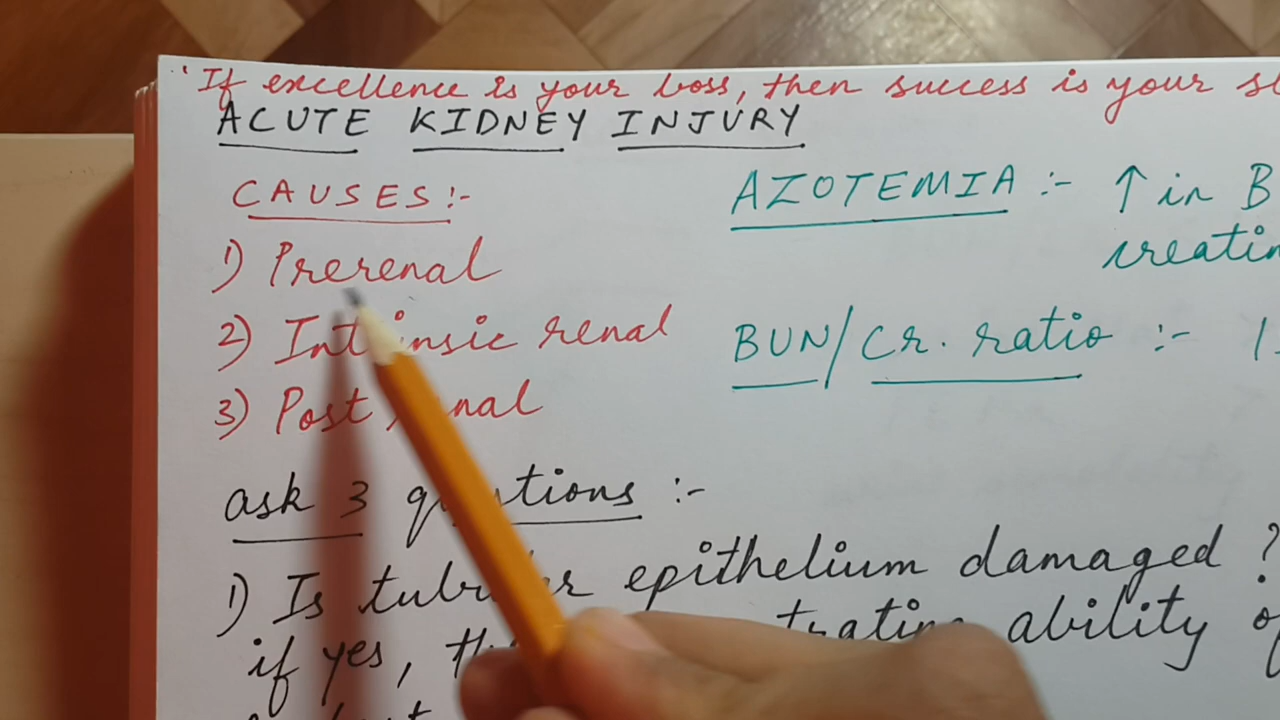 'If excellence is your boss, then success is your
ACUTE KIDNEY INJURY
CAUSES:-
1) Prerenal
2) Intrinsic renal
3) Post renal
AZOTEMIA :- ↑ in B
BUN/Cr. ratio :-
ask 3 questions :-
1) Is tubular epithelium damaged ?
if yes, ability